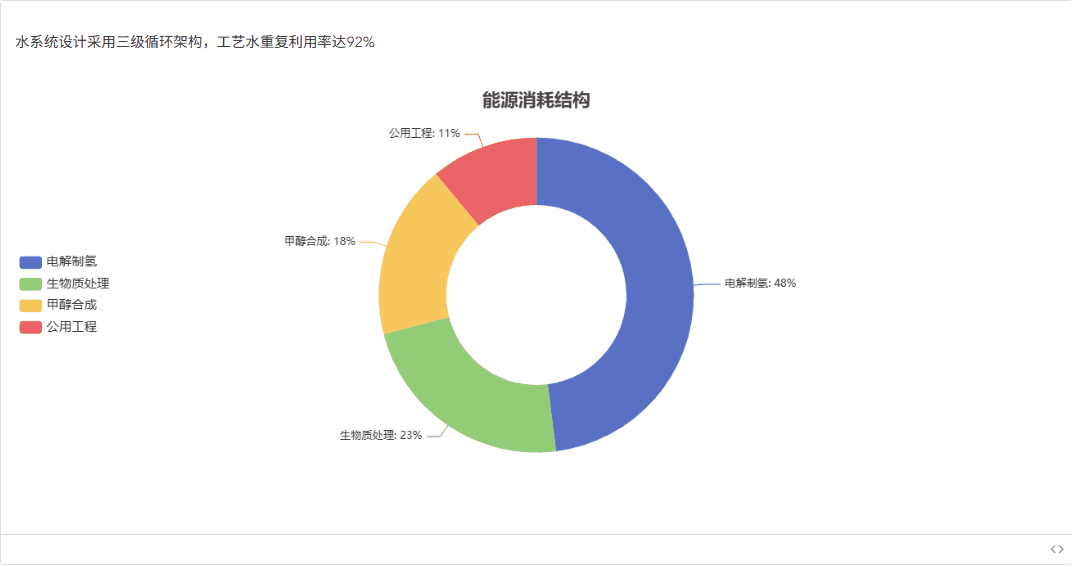 水系统设计采用三级循环架构，工艺水重复利用率达92%
能源消耗结构
公用工程: 11%
甲醇合成: 18%
电解制氢
生物质处理
甲醇合成
公用工程
电解制氢: 48%
生物质处理: 23%